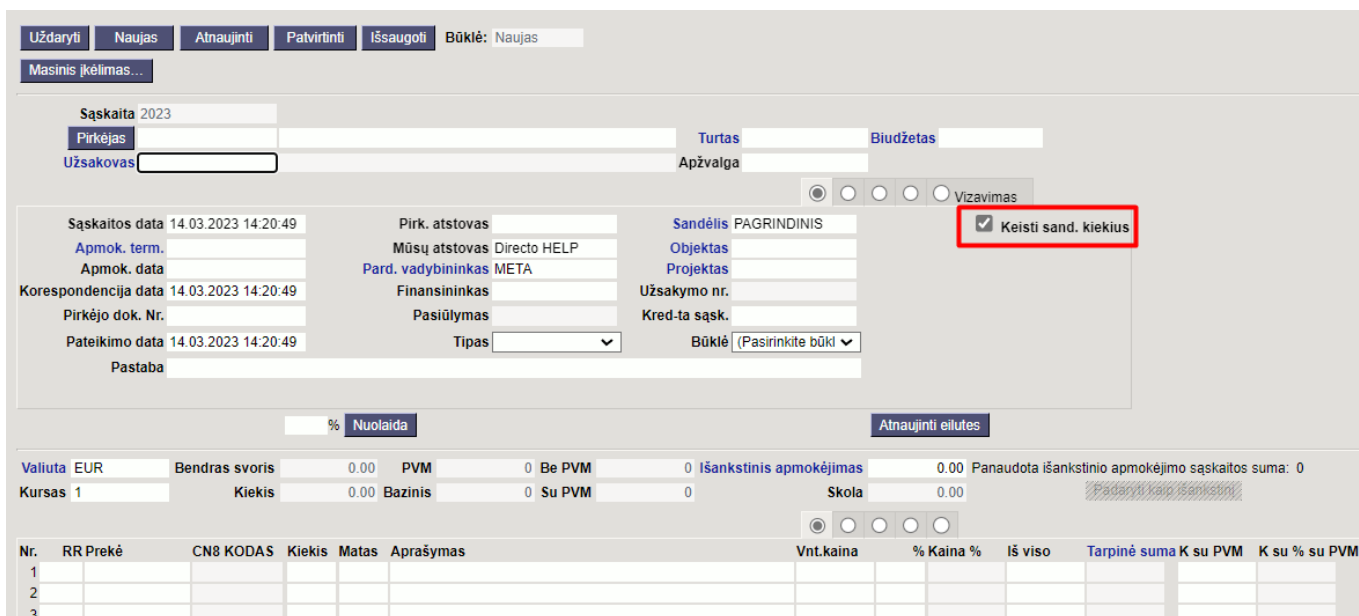 Uždaryti Naujas Atnaujinti Patvirtinti Išsaugoti Būklė: Naujas
Masinis įkėlimas...
Sąskaita 2023
Pirkėjas Turtas Biudžetas
Užsakovas Apžvalga
Vizavimas
Sąskaitos data 14.03.2023 14:20:49 Pirk. atstovas Sandėlis PAGRINDINIS Keisti sand. kiekius
Apmok. term. Mūsų atstovas Directo HELP Objektas
Apmok. data Pard. vadybininkas META Projektas
Korespondencija data 14.03.2023 14:20:49 Finansininkas Užsakymo nr.
Pirkėjo dok. Nr. Pasiūlymas Kred-ta sąsk.
Pateikimo data 14.03.2023 14:20:49 Tipas Būklė (Pasirinkite būkl
Pastaba
% Nuolaida Atnaujinti eilutes
Valiuta EUR Bendras svoris 0.00 PVM 0 Be PVM 0 Išankstinis apmokėjimas 0.00 Panaudota išankstinio apmokėjimo sąskaitos suma: 0
Kursas 1 Kiekis 0.00 Bazinis 0 Su PVM 0 Skola 0.00 Padaryti kaip išankstinį
Nr. RR Prekė CN8 KODAS Kiekis Matas Aprašymas Vnt.kaina % Kaina % Iš viso Tarpinė suma K su PVM K su % su PVM
1
2
3